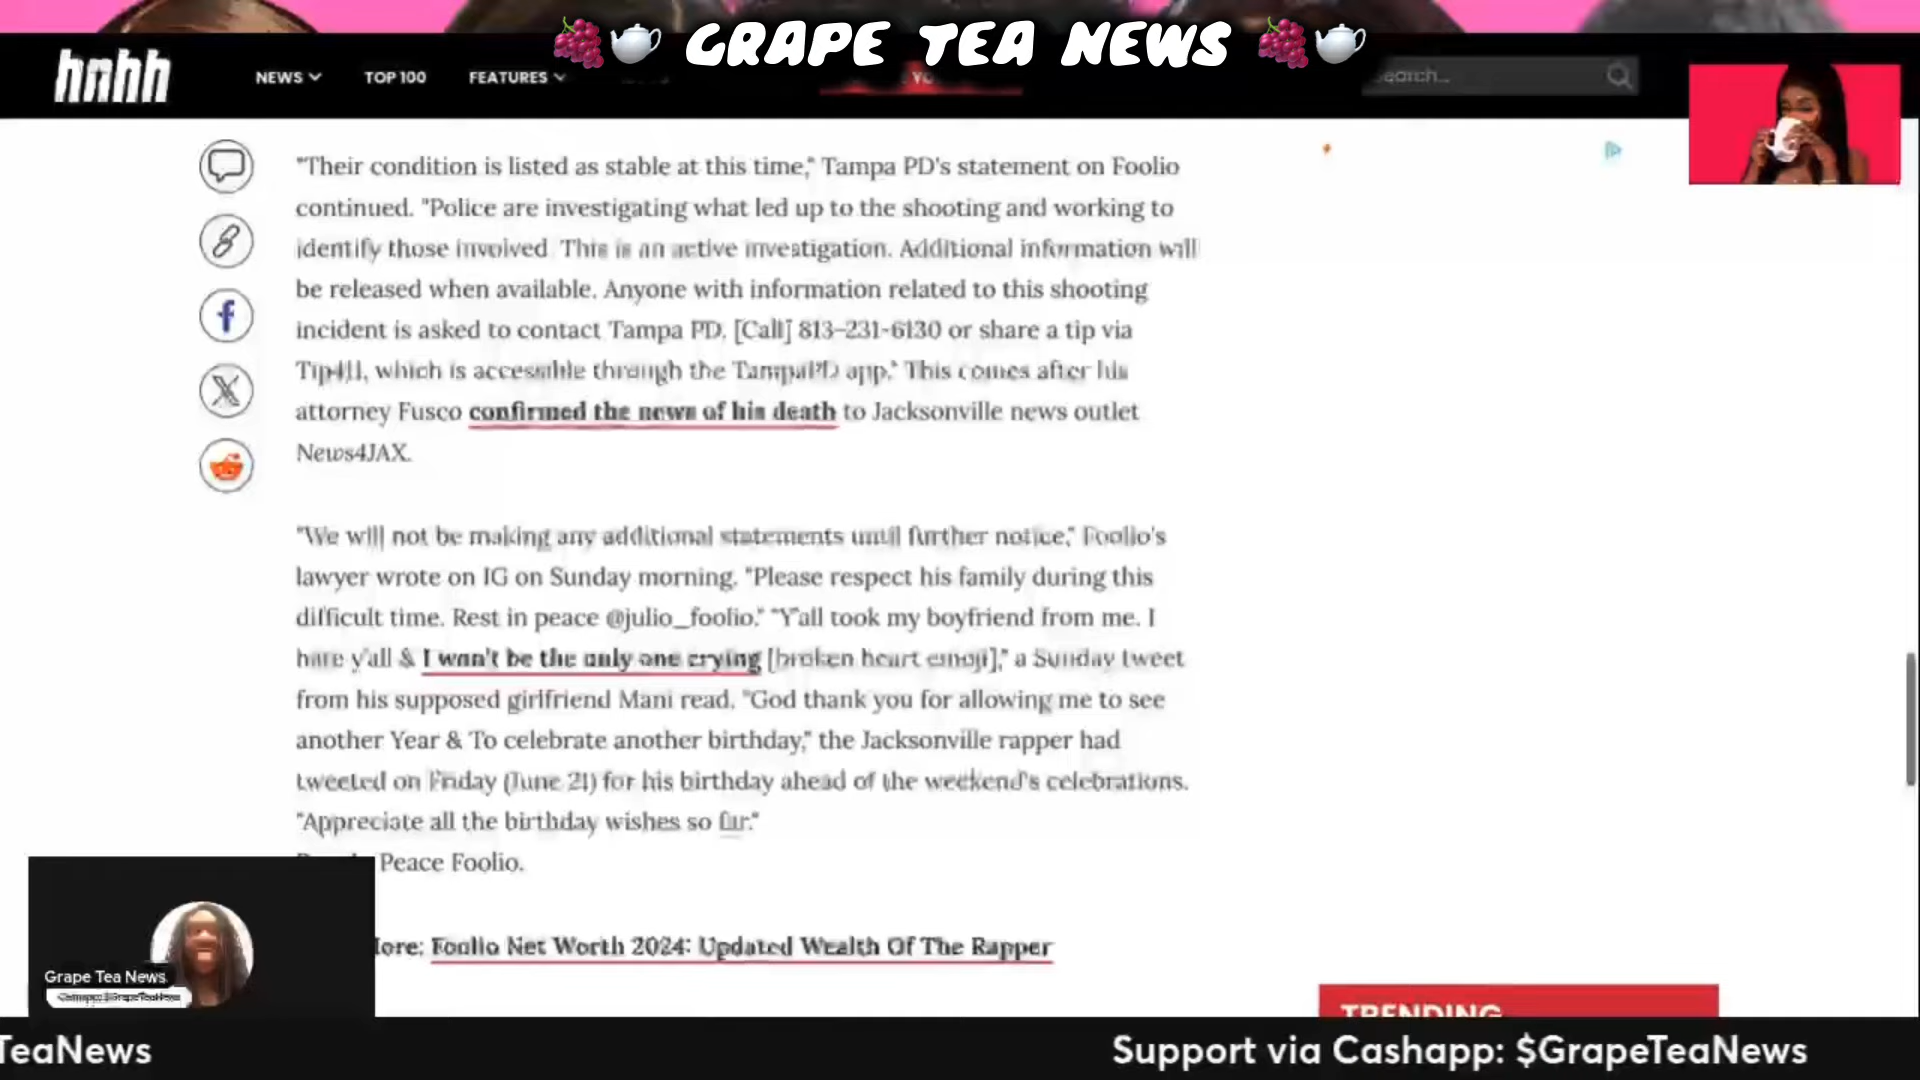 GRAPE TEA NEWS
hnhh
NEWS
TOP 100
FEATURES
YO
Search...
"Their condition is listed as stable at this time," Tampa PD's statement on Foolio
continued. "Police are investigating what led up to the shooting and working to
identify those involved. This is an active investigation. Additional information will
be released when available. Anyone with information related to this shooting
incident is asked to contact Tampa PD. [Call] 813-231-6130 or share a tip via
Tip411, which is accessible through the TampaPD app." This comes after his
attorney Fusco confirmed the news of his death to Jacksonville news outlet
News4JAX.
"We will not be making any additional statements until further notice," Foolio's
lawyer wrote on IG on Sunday morning. "Please respect his family during this
difficult time. Rest in peace @julio_foolio." "Y'all took my boyfriend from me. I
hate y'all & I won't be the only one crying [broken heart emoji]," a Sunday tweet
from his supposed girlfriend Mani read. "God thank you for allowing me to see
another Year & To celebrate another birthday," the Jacksonville rapper had
tweeted on Friday (June 21) for his birthday ahead of the weekend's celebrations.
"Appreciate all the birthday wishes so far."
Peace Foolio.
ore: Foolio Net Worth 2024: Updated Wealth Of The Rapper
Grape Tea News
Cashapp: $GrapeTeaNews
TRENDING
TeaNews
Support via Cashapp: $GrapeTeaNews